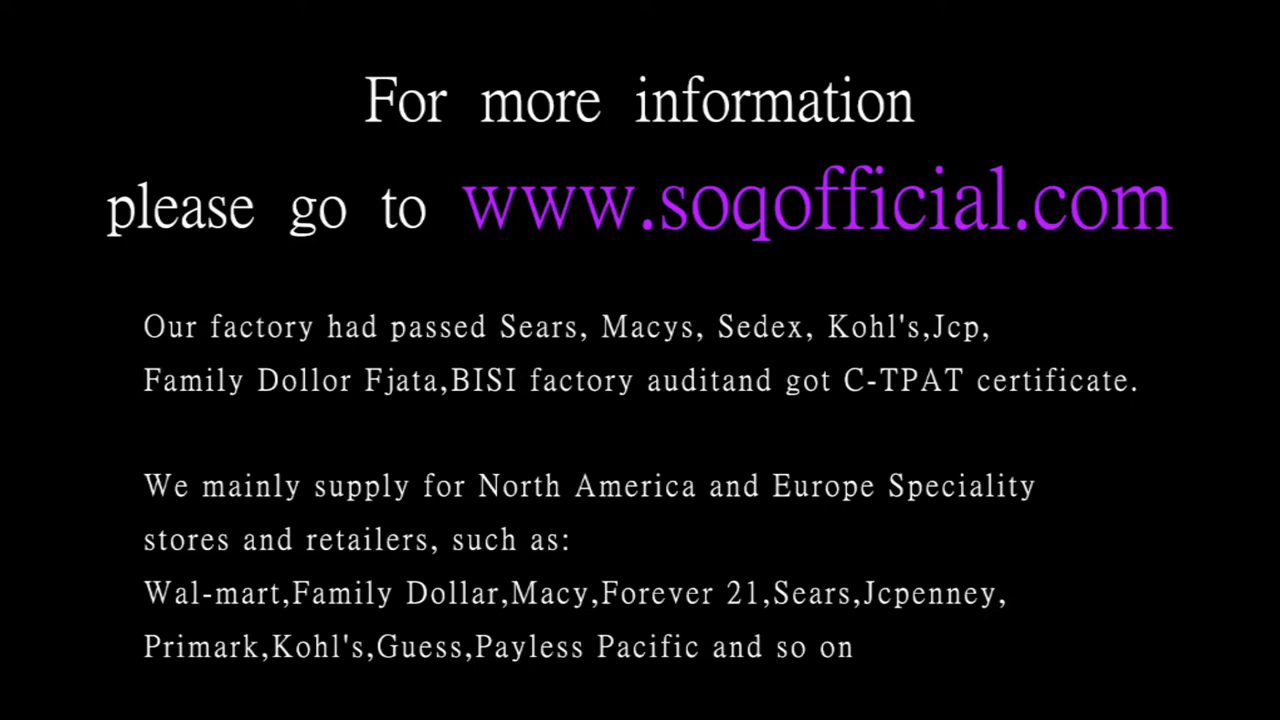 For more information
please go to www.soqofficial.com
Our factory had passed Sears, Macys, Sedex, Kohl's,Jcp,
Family Dollor Fjata,BISI factory auditand got C-TPAT certificate.
We mainly supply for North America and Europe Speciality
stores and retailers, such as:
Wal-mart,Family Dollar,Macy,Forever 21,Sears,Jcpenney,
Primark,Kohl's,Guess,Payless Pacific and so on